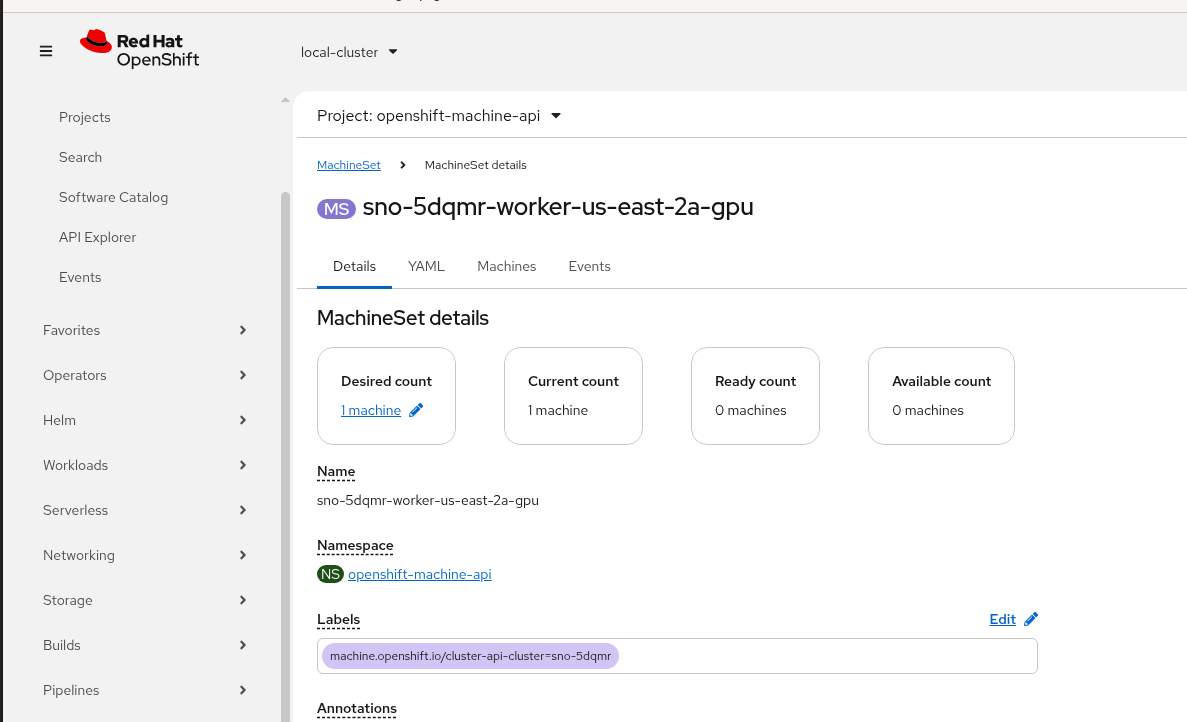 Red Hat
OpenShift
local-cluster
Projects
Search
Software Catalog
API Explorer
Events
Favorites
Operators
Helm
Workloads
Serverless
Networking
Storage
Builds
Pipelines
Project: openshift-machine-api
MachineSet MachineSet details
MS sno-5dqmr-worker-us-east-2a-gpu
Details YAML Machines Events
MachineSet details
Desired count
1 machine
Current count
1 machine
Ready count
0 machines
Available count
0 machines
Name
sno-5dqmr-worker-us-east-2a-gpu
Namespace
NS openshift-machine-api
Labels Edit
machine.openshift.io/cluster-api-cluster=sno-5dqmr
Annotations